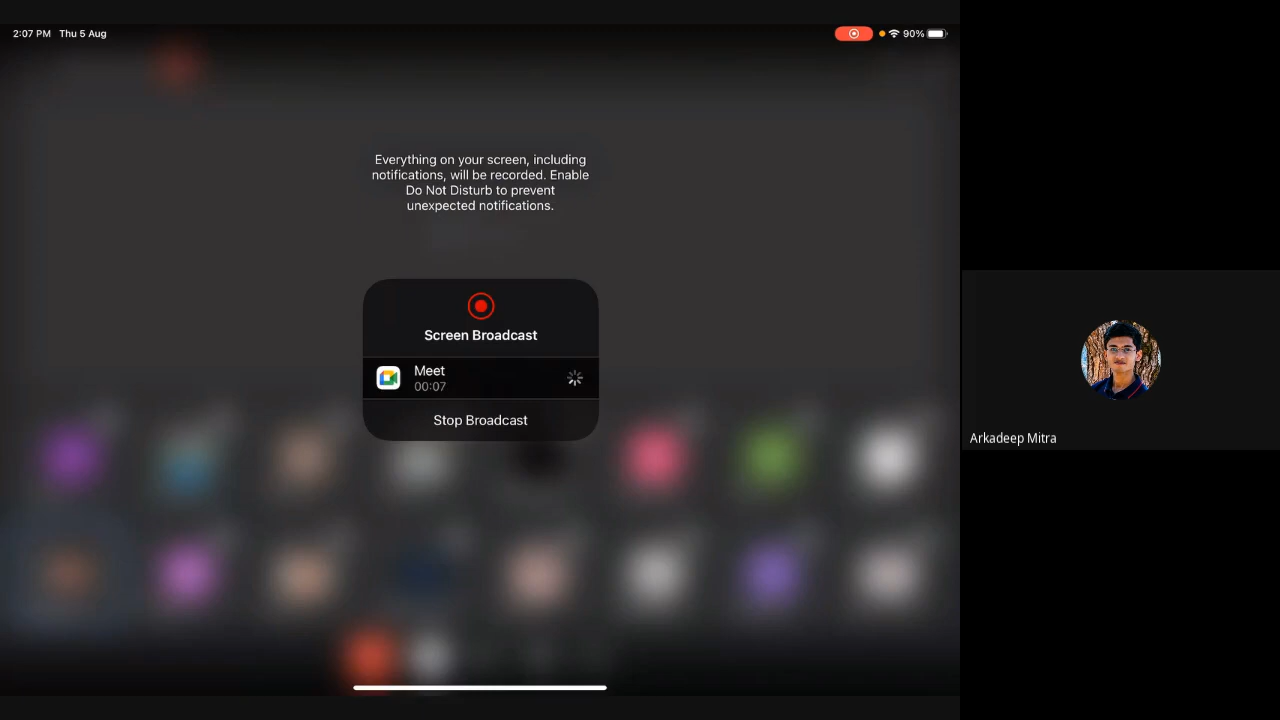 2:07 PM Thu 5 Aug
90%
Everything on your screen, including
notifications, will be recorded. Enable
Do Not Disturb to prevent
unexpected notifications.
Screen Broadcast
Meet
00:07
Stop Broadcast
Arkadeep Mitra